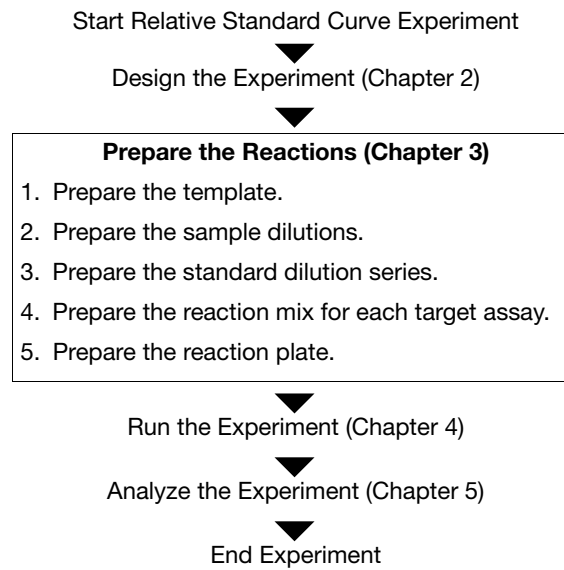 Start Relative Standard Curve Experiment
Design the Experiment (Chapter 2)
Prepare the Reactions (Chapter 3)
1. Prepare the template.
2. Prepare the sample dilutions.
3. Prepare the standard dilution series.
4. Prepare the reaction mix for each target assay.
5. Prepare the reaction plate.
Run the Experiment (Chapter 4)
Analyze the Experiment (Chapter 5)
End Experiment